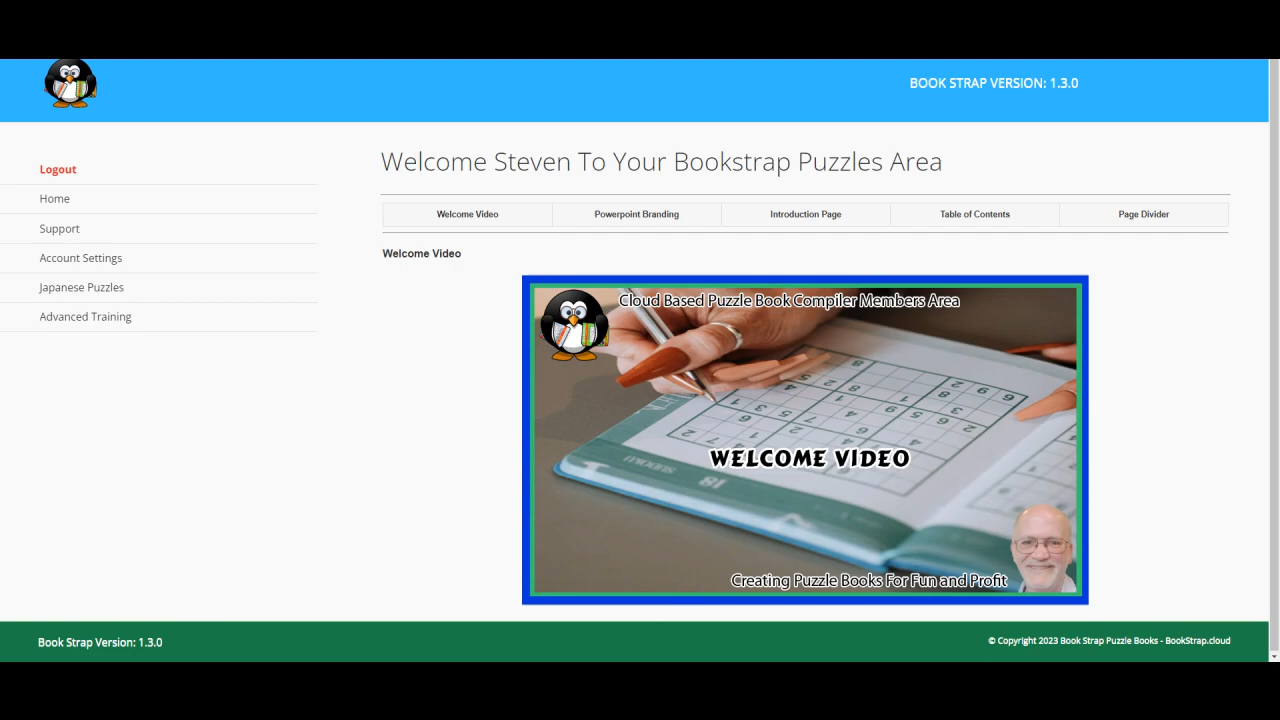 BOOK STRAP VERSION: 1.3.0
Logout
Home
Support
Account Settings
Japanese Puzzles
Advanced Training
Welcome Steven To Your Bookstrap Puzzles Area
Welcome Video Powerpoint Branding Introduction Page Table of Contents Page Divider
Welcome Video
Cloud Based Puzzle Book Compiler Members Area
WELCOME VIDEO
SUDOKU
18
Creating Puzzle Books For Fun and Profit
Book Strap Version: 1.3.0
© Copyright 2023 Book Strap Puzzle Books - BookStrap.cloud